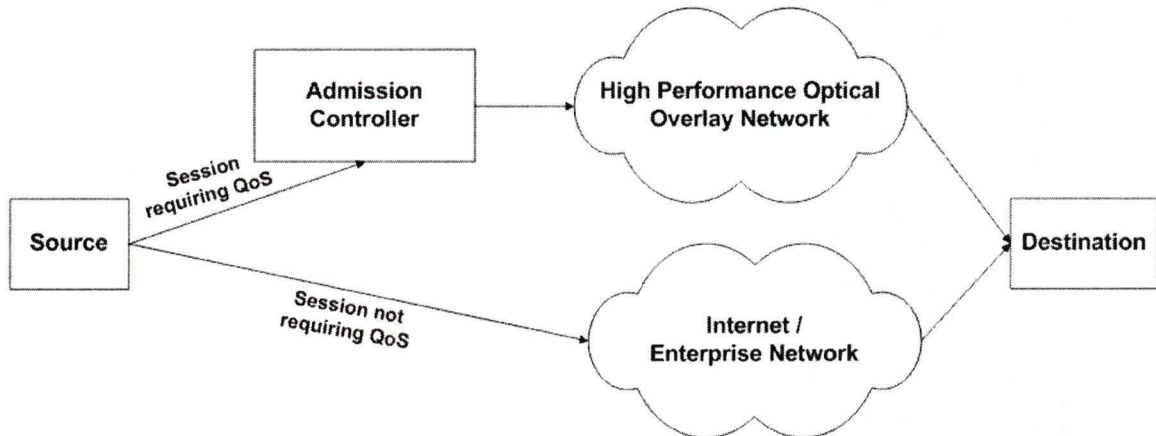 Admission
Controller
High Performance Optical
Overlay Network
Session
requiring QoS
Source
Destination
Session not
requiring QoS
Internet /
Enterprise Network